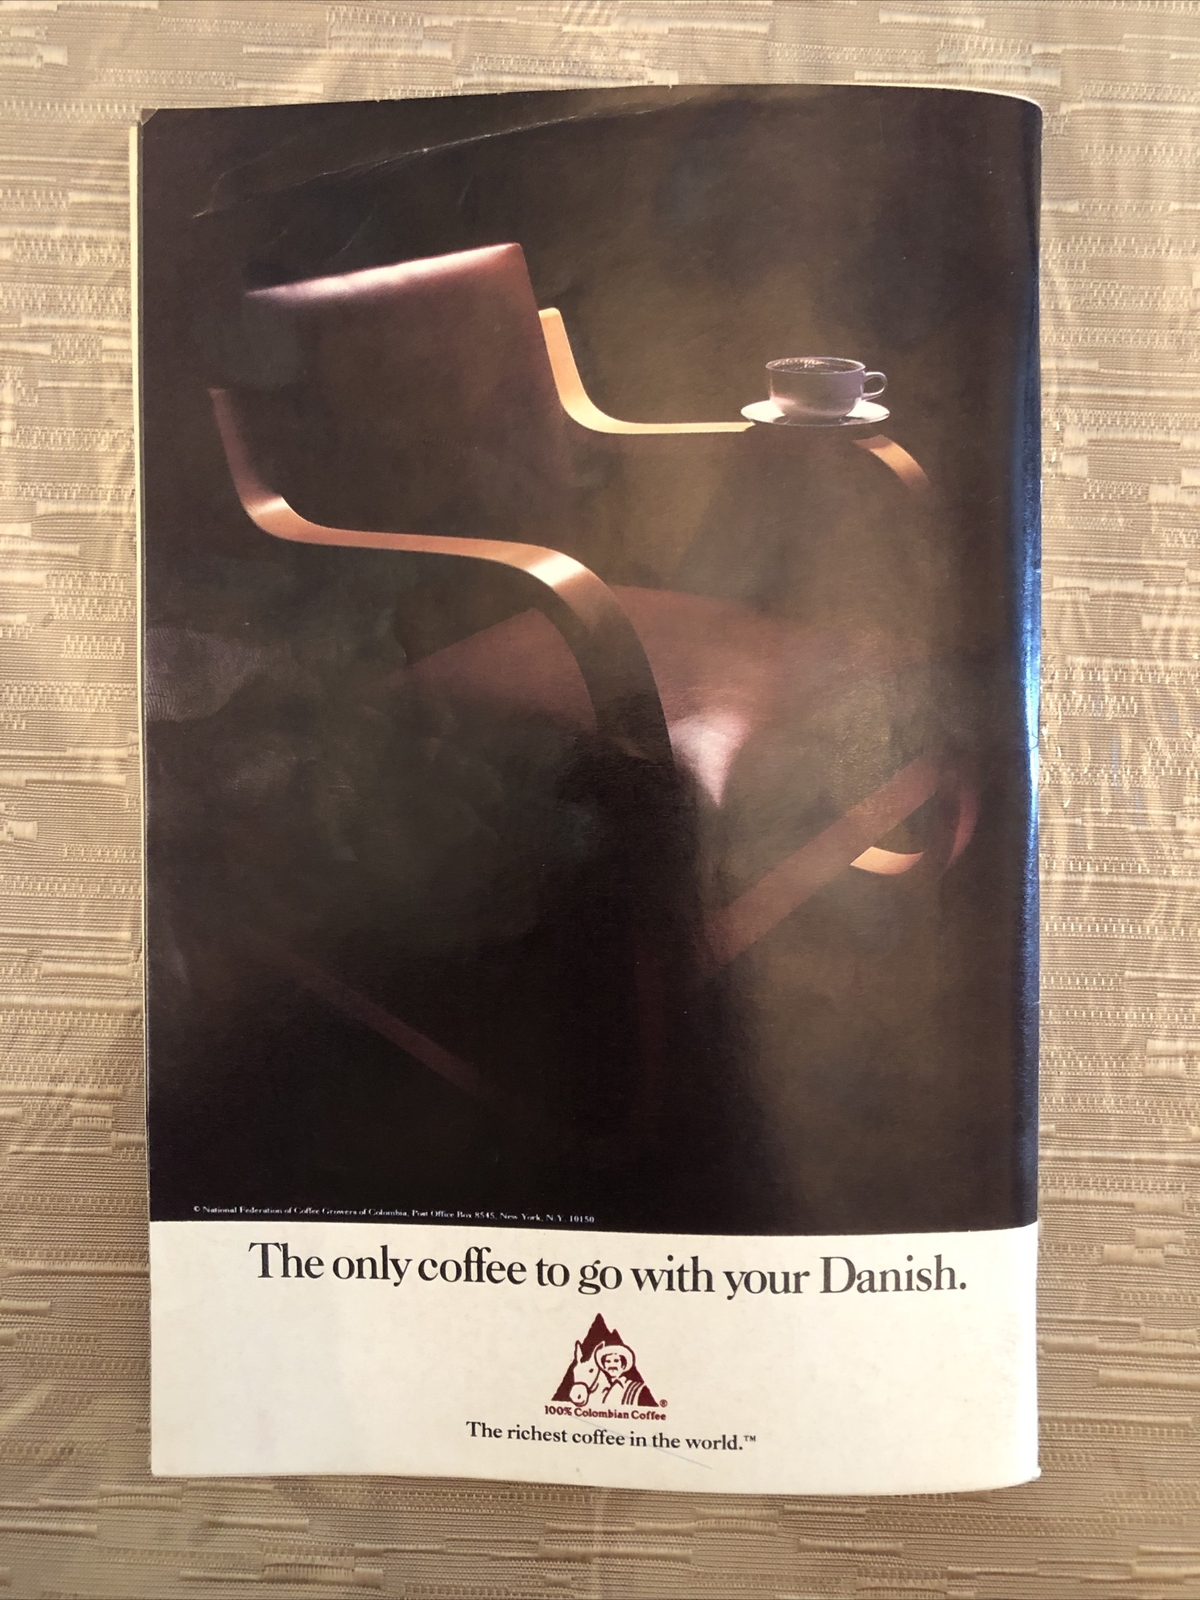 © National Federation of Coffee Growers of Colombia, Post Office Box 8545, New York, N.Y. 10150
The only coffee to go with your Danish.
®
100% Colombian Coffee
The richest coffee in the world.™